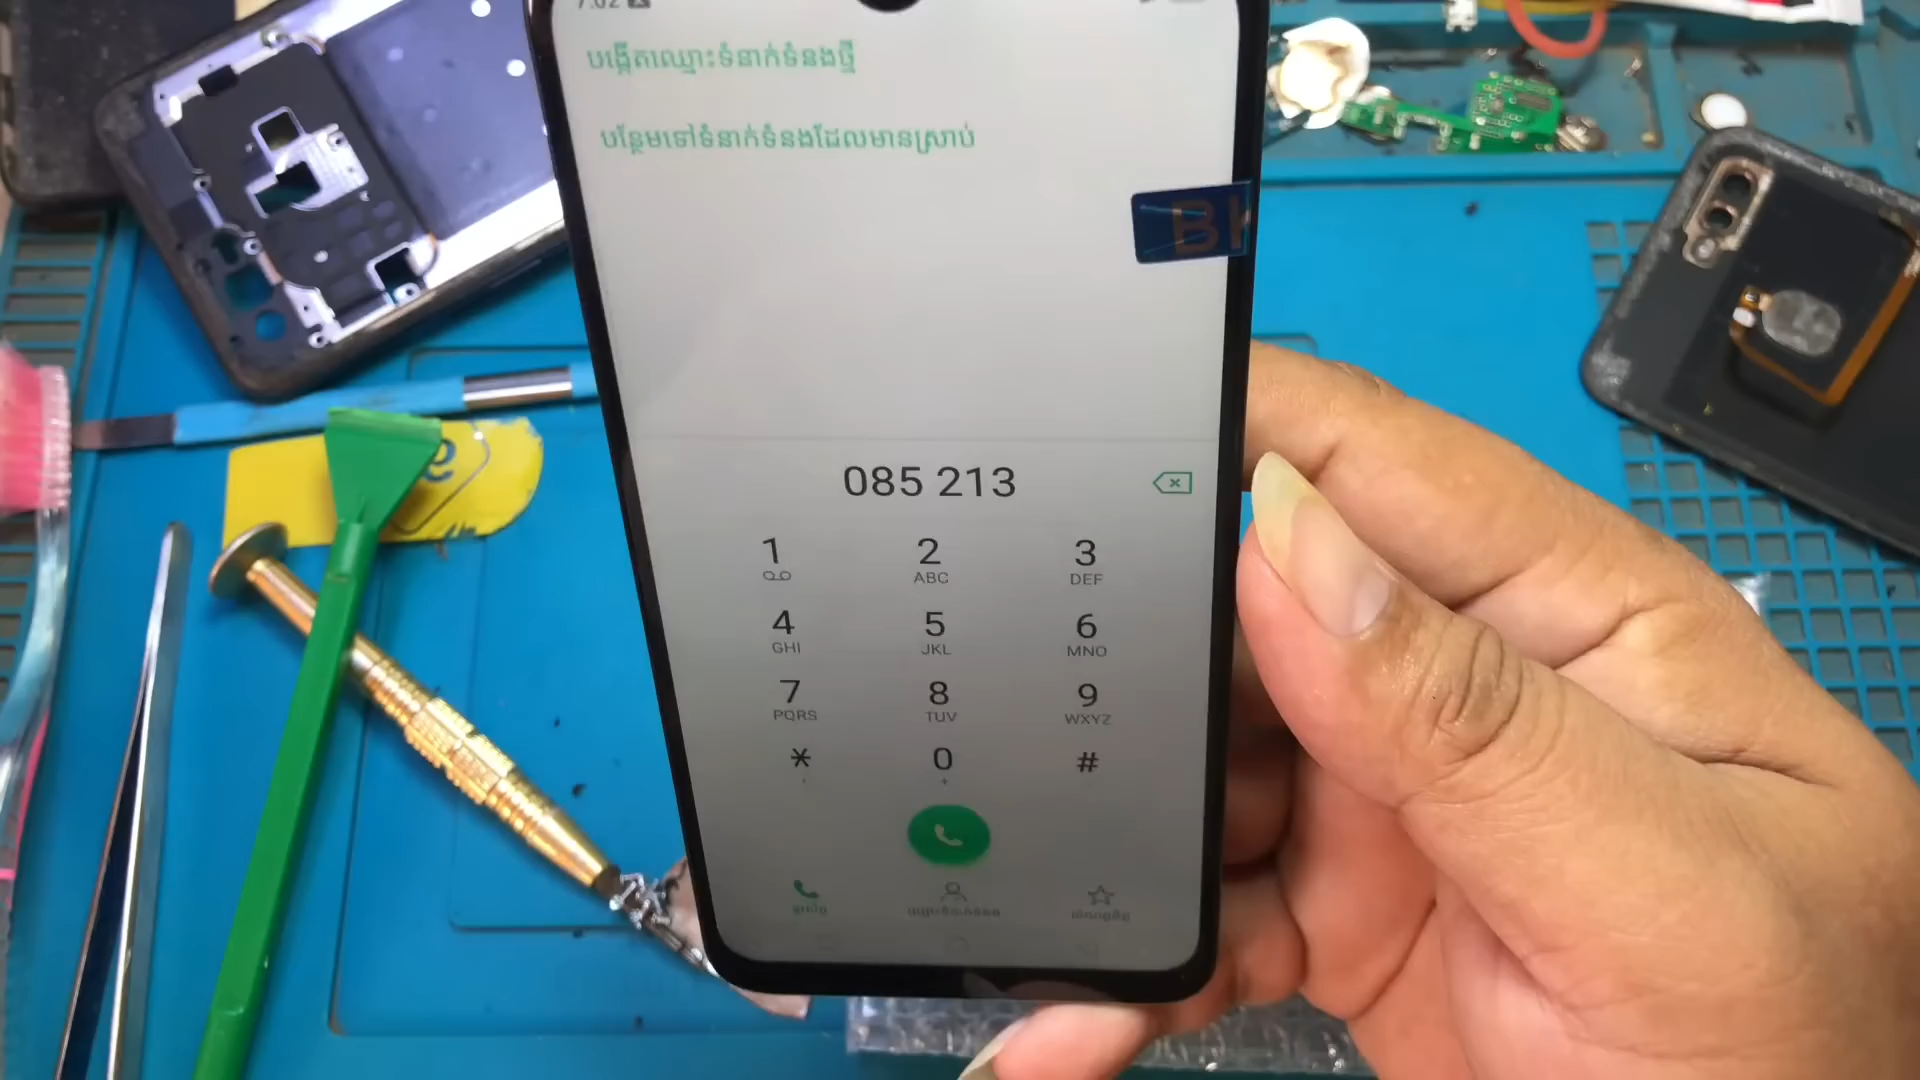 7:02
បង្កើតឈ្មោះទំនាក់ទំនងថ្មី
បន្ថែមទៅទំនាក់ទំនងដែលមានស្រាប់
085 213
1 2 3
ABC DEF
4 5 6
GHI JKL MNO
7 8 9
PQRS TUV WXYZ
* 0 #
+